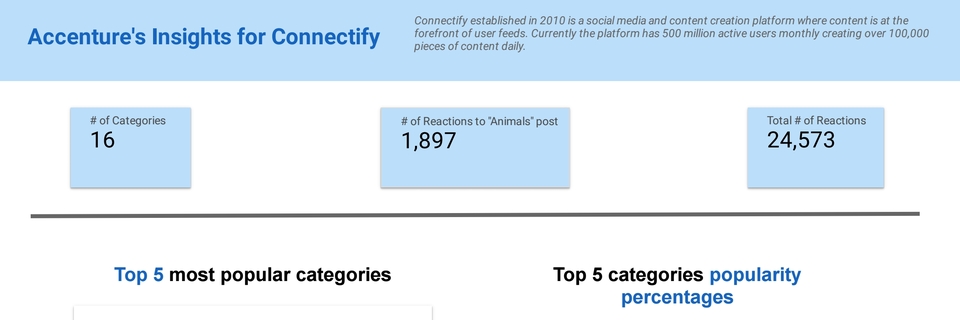 Accenture's Insights for Connectify
Connectify established in 2010 is a social media and content creation platform where content is at the
forefront of user feeds. Currently the platform has 500 million active users monthly creating over 100,000
pieces of content daily.
# of Categories
16
# of Reactions to "Animals" post
1,897
Total # of Reactions
24,573
Top 5 most popular categories
Top 5 categories popularity
percentages